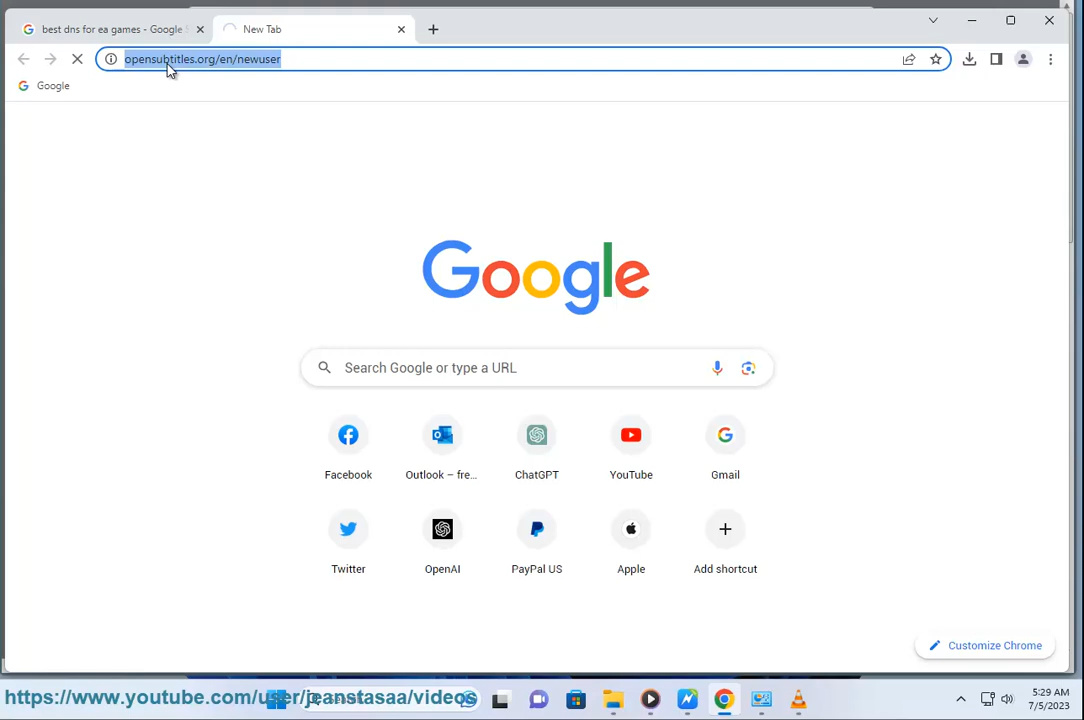 best dns for ea games - Google S
New Tab
opensubtitles.org/en/newuser
Google
Google
Search Google or type a URL
Facebook
Outlook – fre...
ChatGPT
YouTube
Gmail
Twitter
OpenAI
PayPal US
Apple
Add shortcut
Customize Chrome
https://www.youtube.com/user/jeanstasaa/videos
5:29 AM
7/5/2023